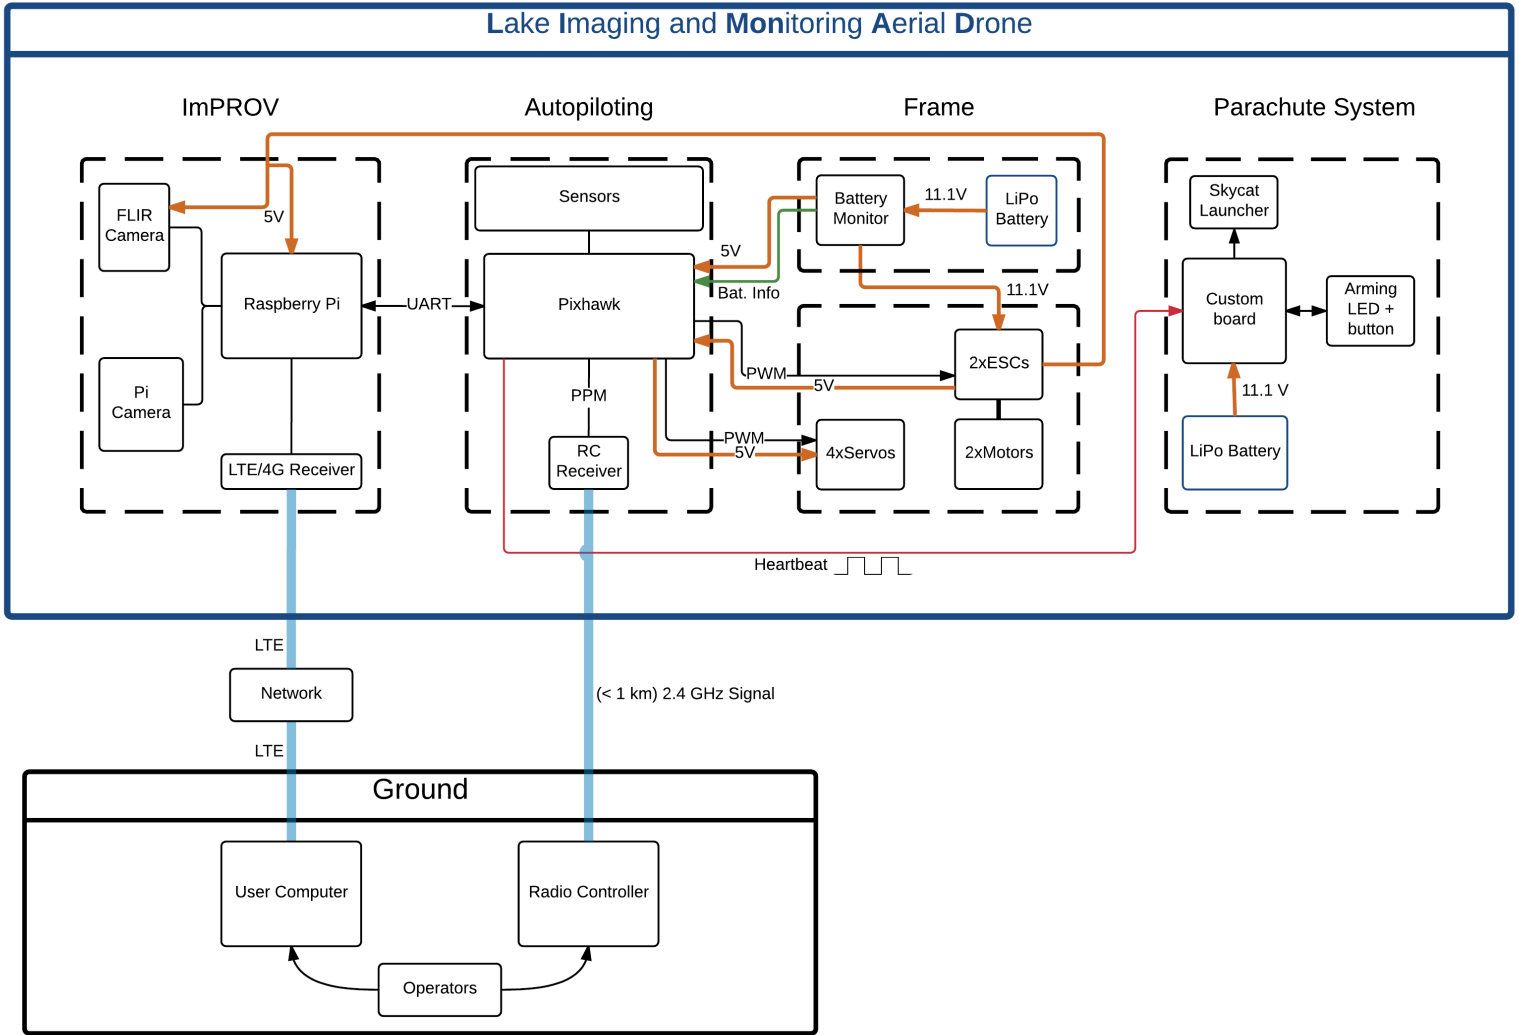 Lake Imaging and Monitoring Aerial Drone
ImPROV
Autopiloting
Frame
Parachute System
FLIR
Camera
5V
Raspberry Pi
Pi
Camera
LTE/4G Receiver
UART
Sensors
Pixhawk
PPM
RC
Receiver
5V
Bat. Info
Battery
Monitor
11.1V
LiPo
Battery
11.1V
2xESCs
PWM
5V
PWM
5V
4xServos
2xMotors
Skycat
Launcher
Custom
board
Arming
LED +
button
11.1 V
LiPo Battery
Heartbeat
LTE
Network
(< 1 km) 2.4 GHz Signal
LTE
Ground
User Computer
Radio Controller
Operators